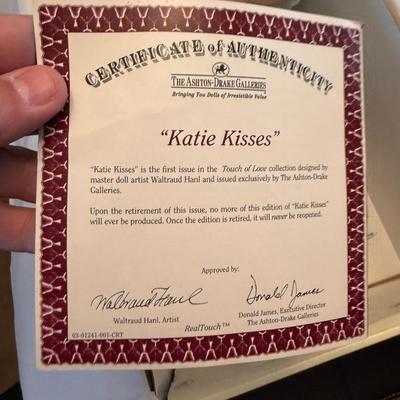 CERTIFICATE of AUTHENTICITY
THE ASHTON-DRAKE GALLERIES
Bringing You Dolls of Irresistible Value
"Katie Kisses"
"Katie Kisses" is the first issue in the Touch of Love collection designed by
master doll artist Waltraud Hanl and issued exclusively by The Ashton-Drake
Galleries.
Upon the retirement of this issue, no more of this edition of "Katie Kisses"
will ever be produced. Once the edition is retired, it will never be reopened.
Approved by:
Waltraud Hanl
Donald James
Waltraud Hanl, Artist
Donald James, Executive Director
The Ashton-Drake Galleries
RealTouch™
03-01241-001-CRT